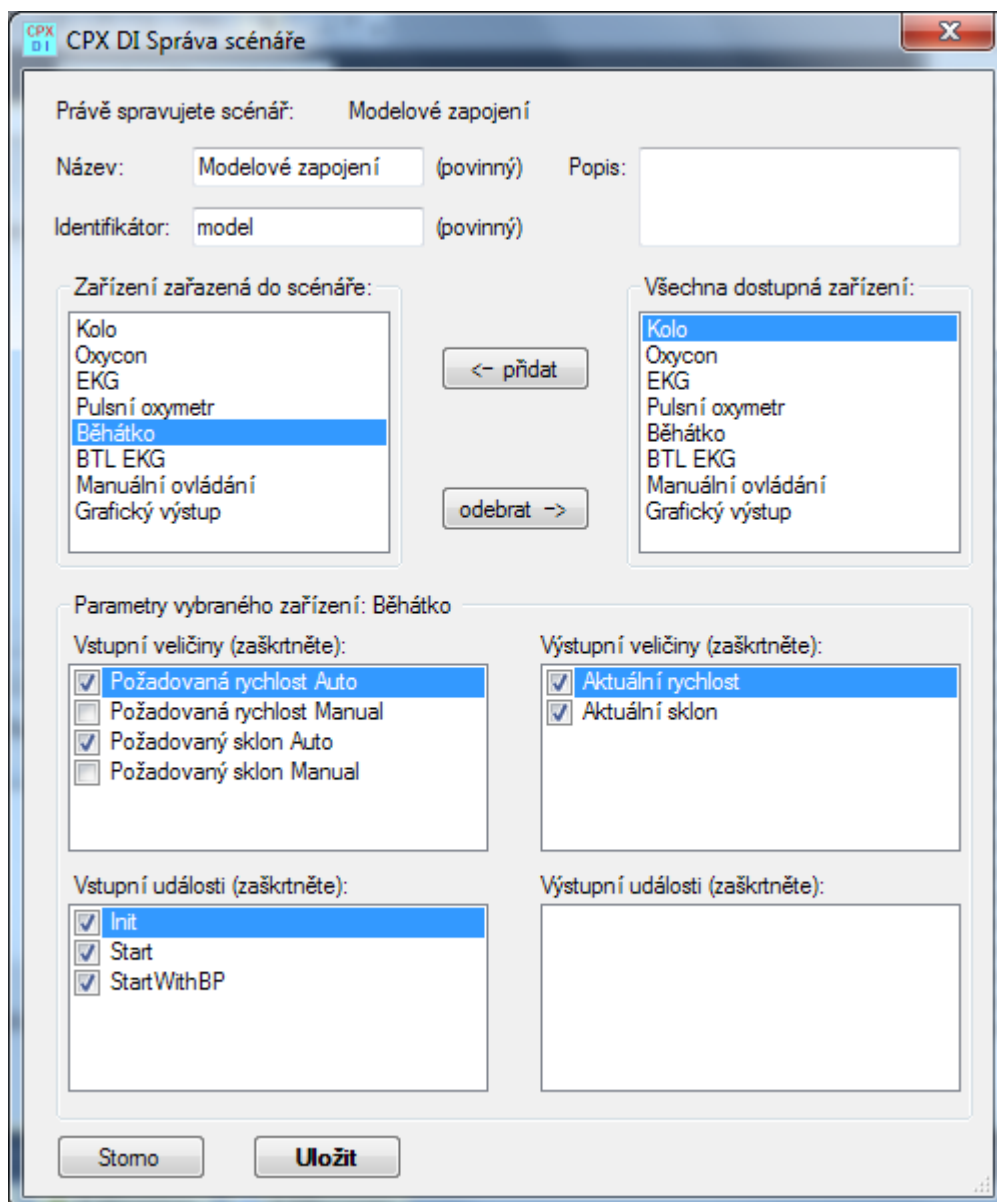 CPX DI CPX DI Správa scénáře
Právě spravujete scénář: Modelové zapojení
Název: Modelové zapojení (povinný) Popis:
Identifikátor: model (povinný)
Zařízení zařazená do scénáře:
Kolo
Oxycon
EKG
Pulsní oxymetr
Běhátko
BTL EKG
Manuální ovládání
Grafický výstup
<- přidat
odebrat ->
Všechna dostupná zařízení:
Kolo
Oxycon
EKG
Pulsní oxymetr
Běhátko
BTL EKG
Manuální ovládání
Grafický výstup
Parametry vybraného zařízení: Běhátko
Vstupní veličiny (zaškrtněte):
Požadovaná rychlost Auto
Požadovaná rychlost Manual
Požadovaný sklon Auto
Požadovaný sklon Manual
Výstupní veličiny (zaškrtněte):
Aktuální rychlost
Aktuální sklon
Vstupní události (zaškrtněte):
Init
Start
StartWithBP
Výstupní události (zaškrtněte):
Storno Uložit